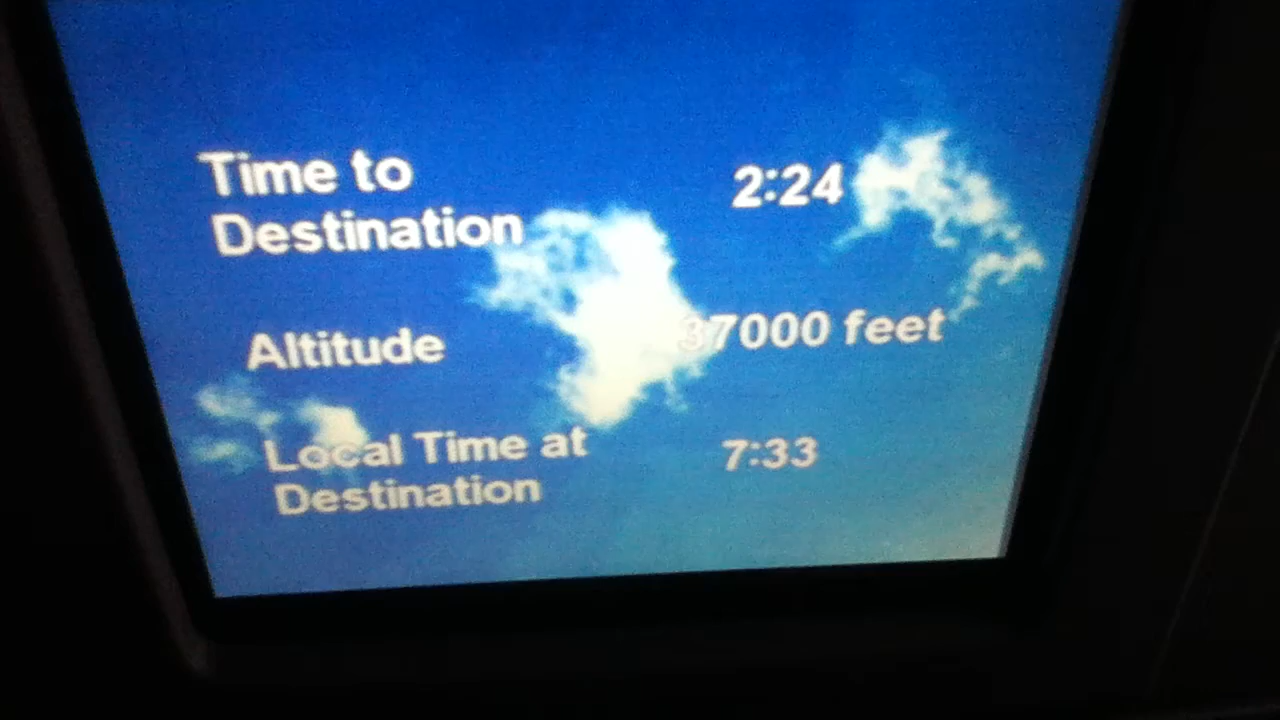 Time to
Destination
2:24
Altitude
37000 feet
Local Time at
Destination
7:33